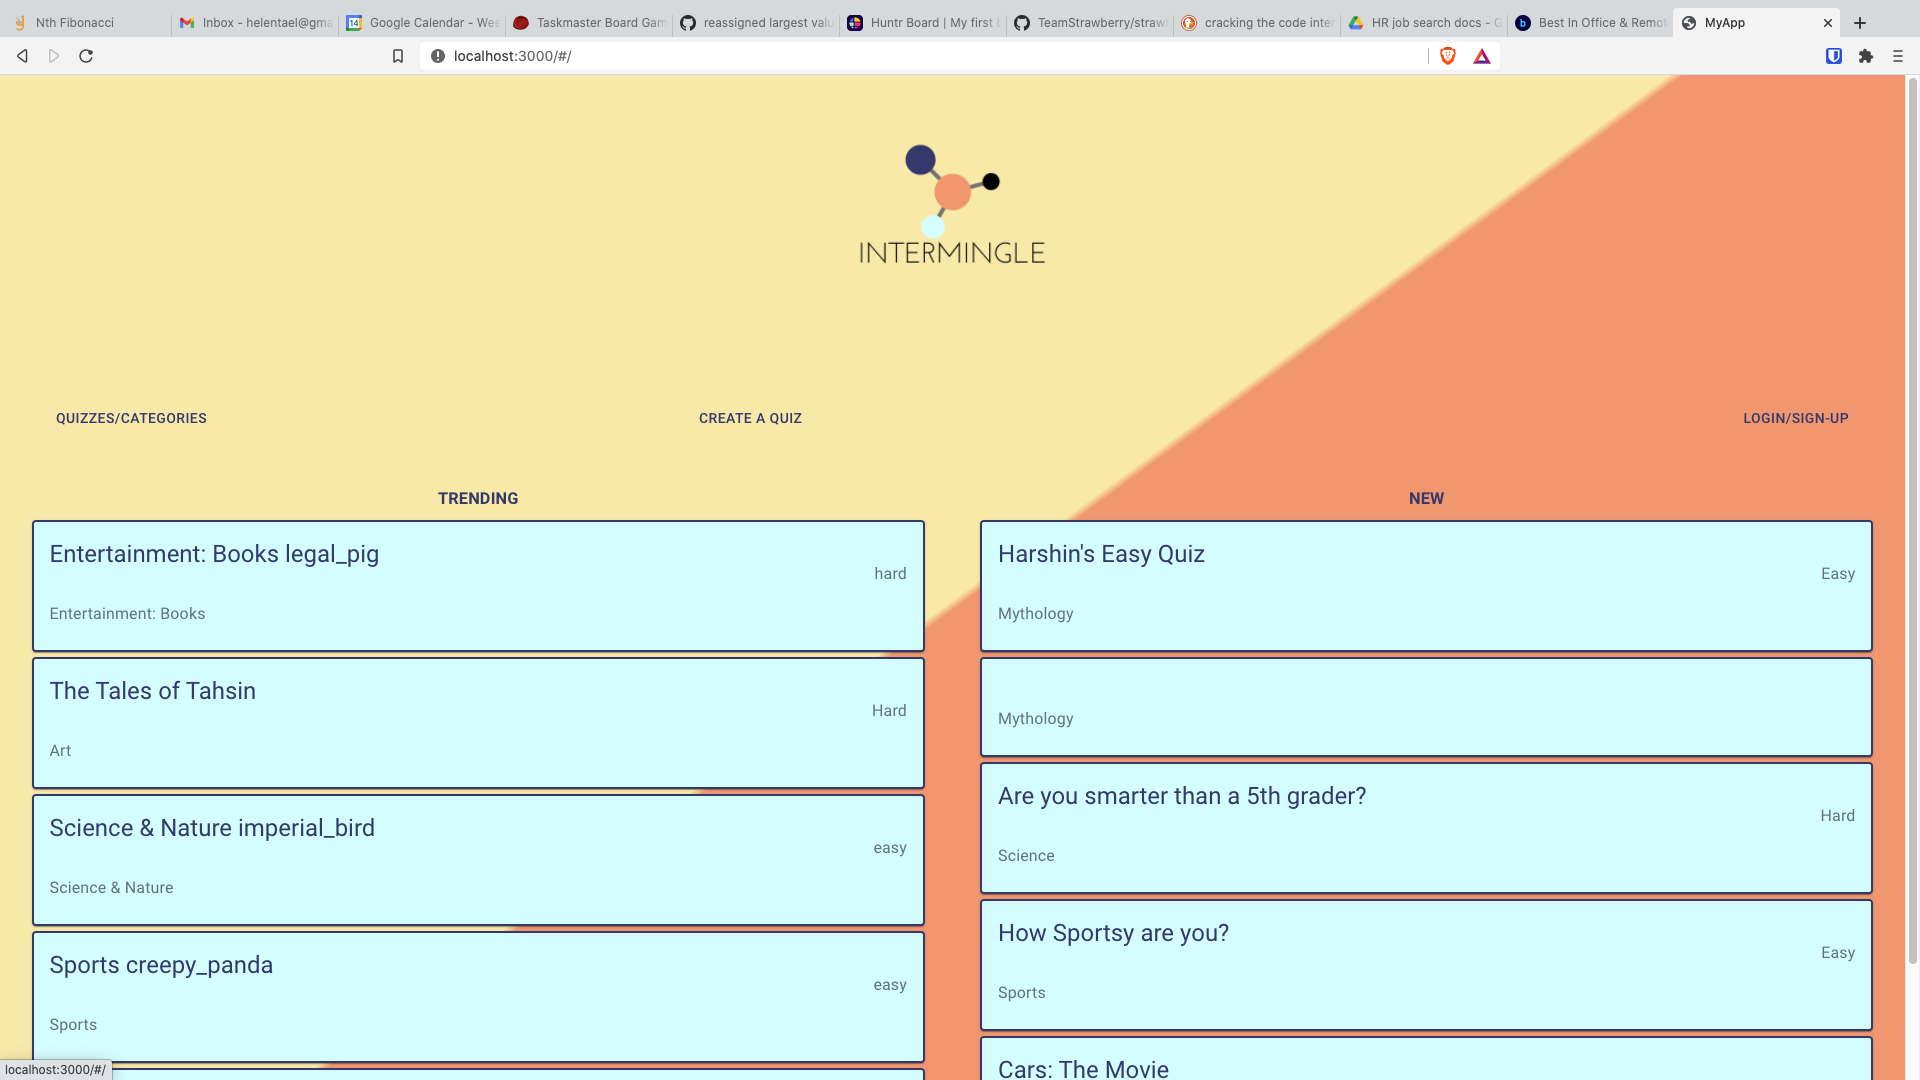 Nth Fibonacci
Inbox - helentael@gma
Google Calendar - Wee
Taskmaster Board Gam
reassigned largest valu
Huntr Board | My first b
TeamStrawberry/straw
cracking the code inter
HR job search docs - G
Best In Office & Remot
MyApp
localhost:3000/#/
INTERMINGLE
QUIZZES/CATEGORIES
CREATE A QUIZ
LOGIN/SIGN-UP
TRENDING
Entertainment: Books legal_pig
hard
Entertainment: Books
The Tales of Tahsin
Hard
Art
Science & Nature imperial_bird
easy
Science & Nature
Sports creepy_panda
easy
Sports
NEW
Harshin's Easy Quiz
Easy
Mythology
Mythology
Are you smarter than a 5th grader?
Hard
Science
How Sportsy are you?
Easy
Sports
Cars: The Movie
localhost:3000/#/